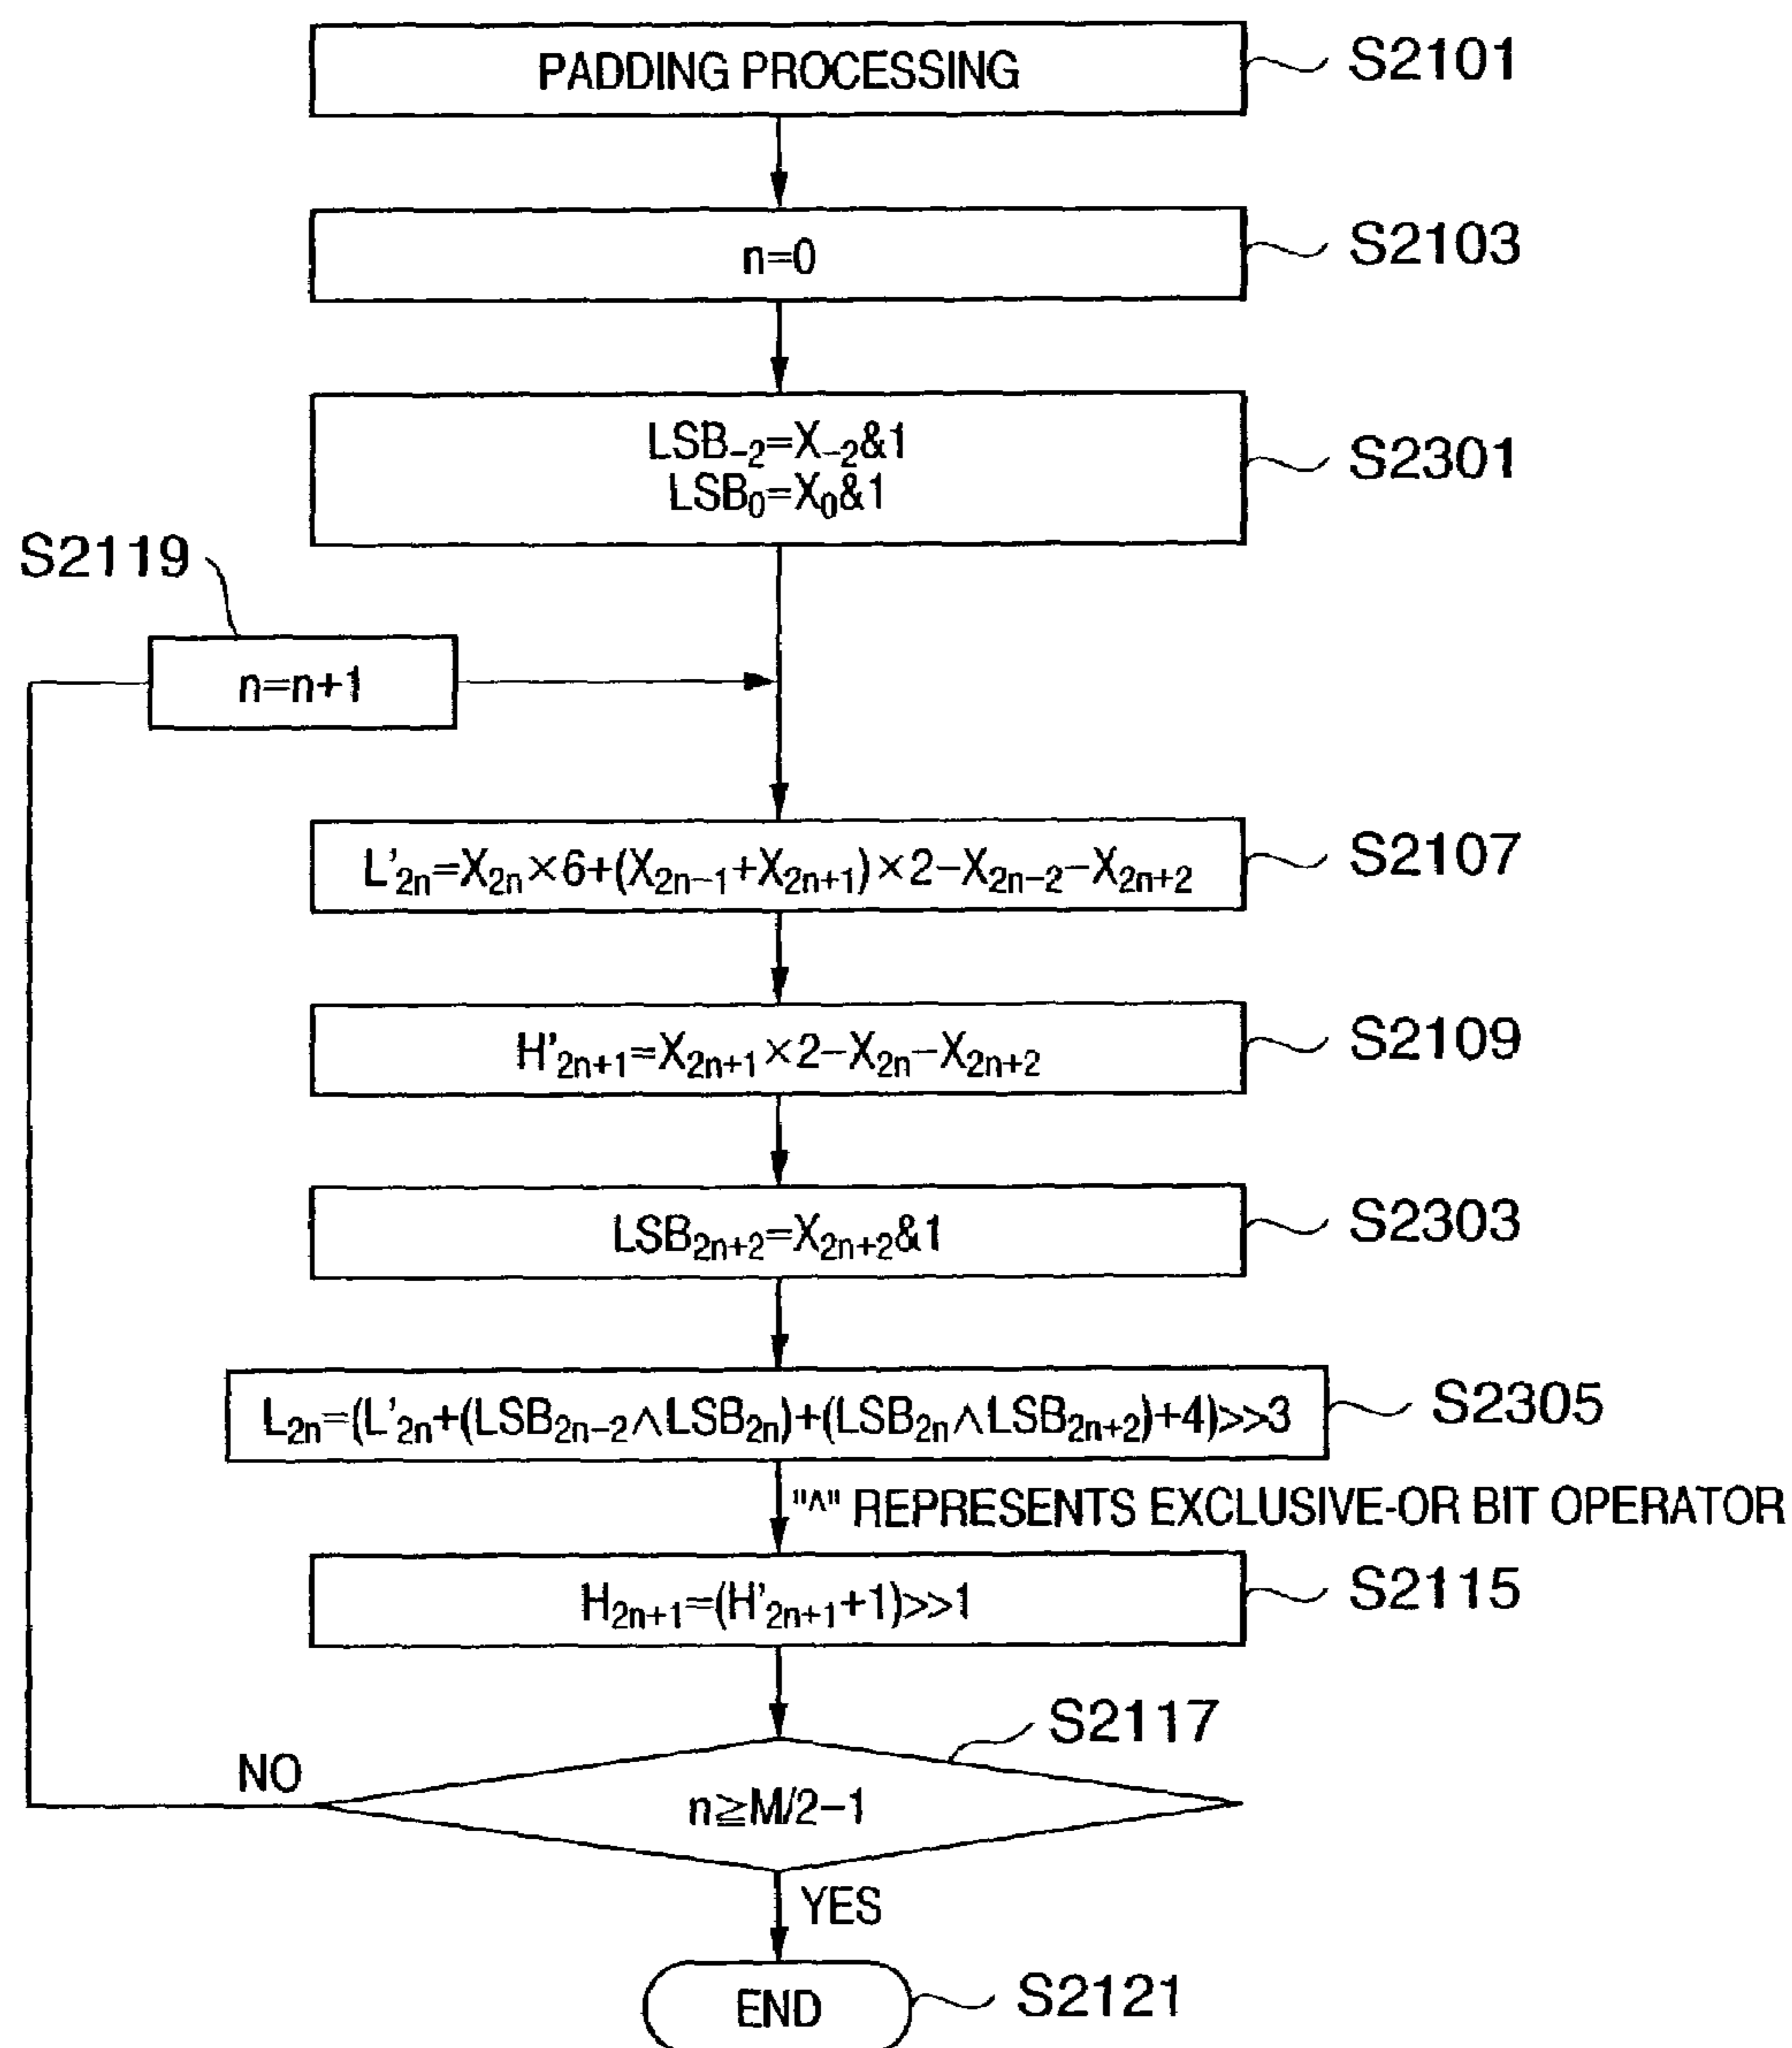 PADDING PROCESSING
S2101
n=0
S2103
LSB₋₂=X₋₂&1
LSB₀=X₀&1
S2301
S2119
n=n+1
L'₂ₙ=X₂ₙ×6+(X₂ₙ₋₁+X₂ₙ₊₁)×2−X₂ₙ₋₂−X₂ₙ₊₂
S2107
H'₂ₙ₊₁=X₂ₙ₊₁×2−X₂ₙ−X₂ₙ₊₂
S2109
LSB₂ₙ₊₂=X₂ₙ₊₂&1
S2303
L₂ₙ=(L'₂ₙ+(LSB₂ₙ₋₂∧LSB₂ₙ)+(LSB₂ₙ∧LSB₂ₙ₊₂)+4)>>3
S2305
"^" REPRESENTS EXCLUSIVE-OR BIT OPERATOR
H₂ₙ₊₁=(H'₂ₙ₊₁+1)>>1
S2115
S2117
NO
n≧M/2−1
YES
END
S2121